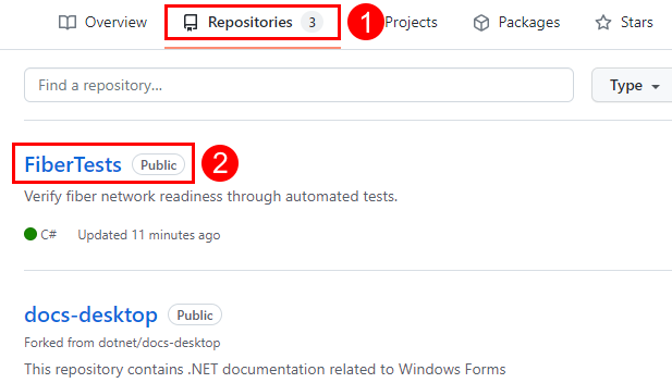 Overview Repositories 3 1 Projects Packages Stars
Find a repository... Type
FiberTests Public 2
Verify fiber network readiness through automated tests.
C# Updated 11 minutes ago
docs-desktop Public
Forked from dotnet/docs-desktop
This repository contains .NET documentation related to Windows Forms